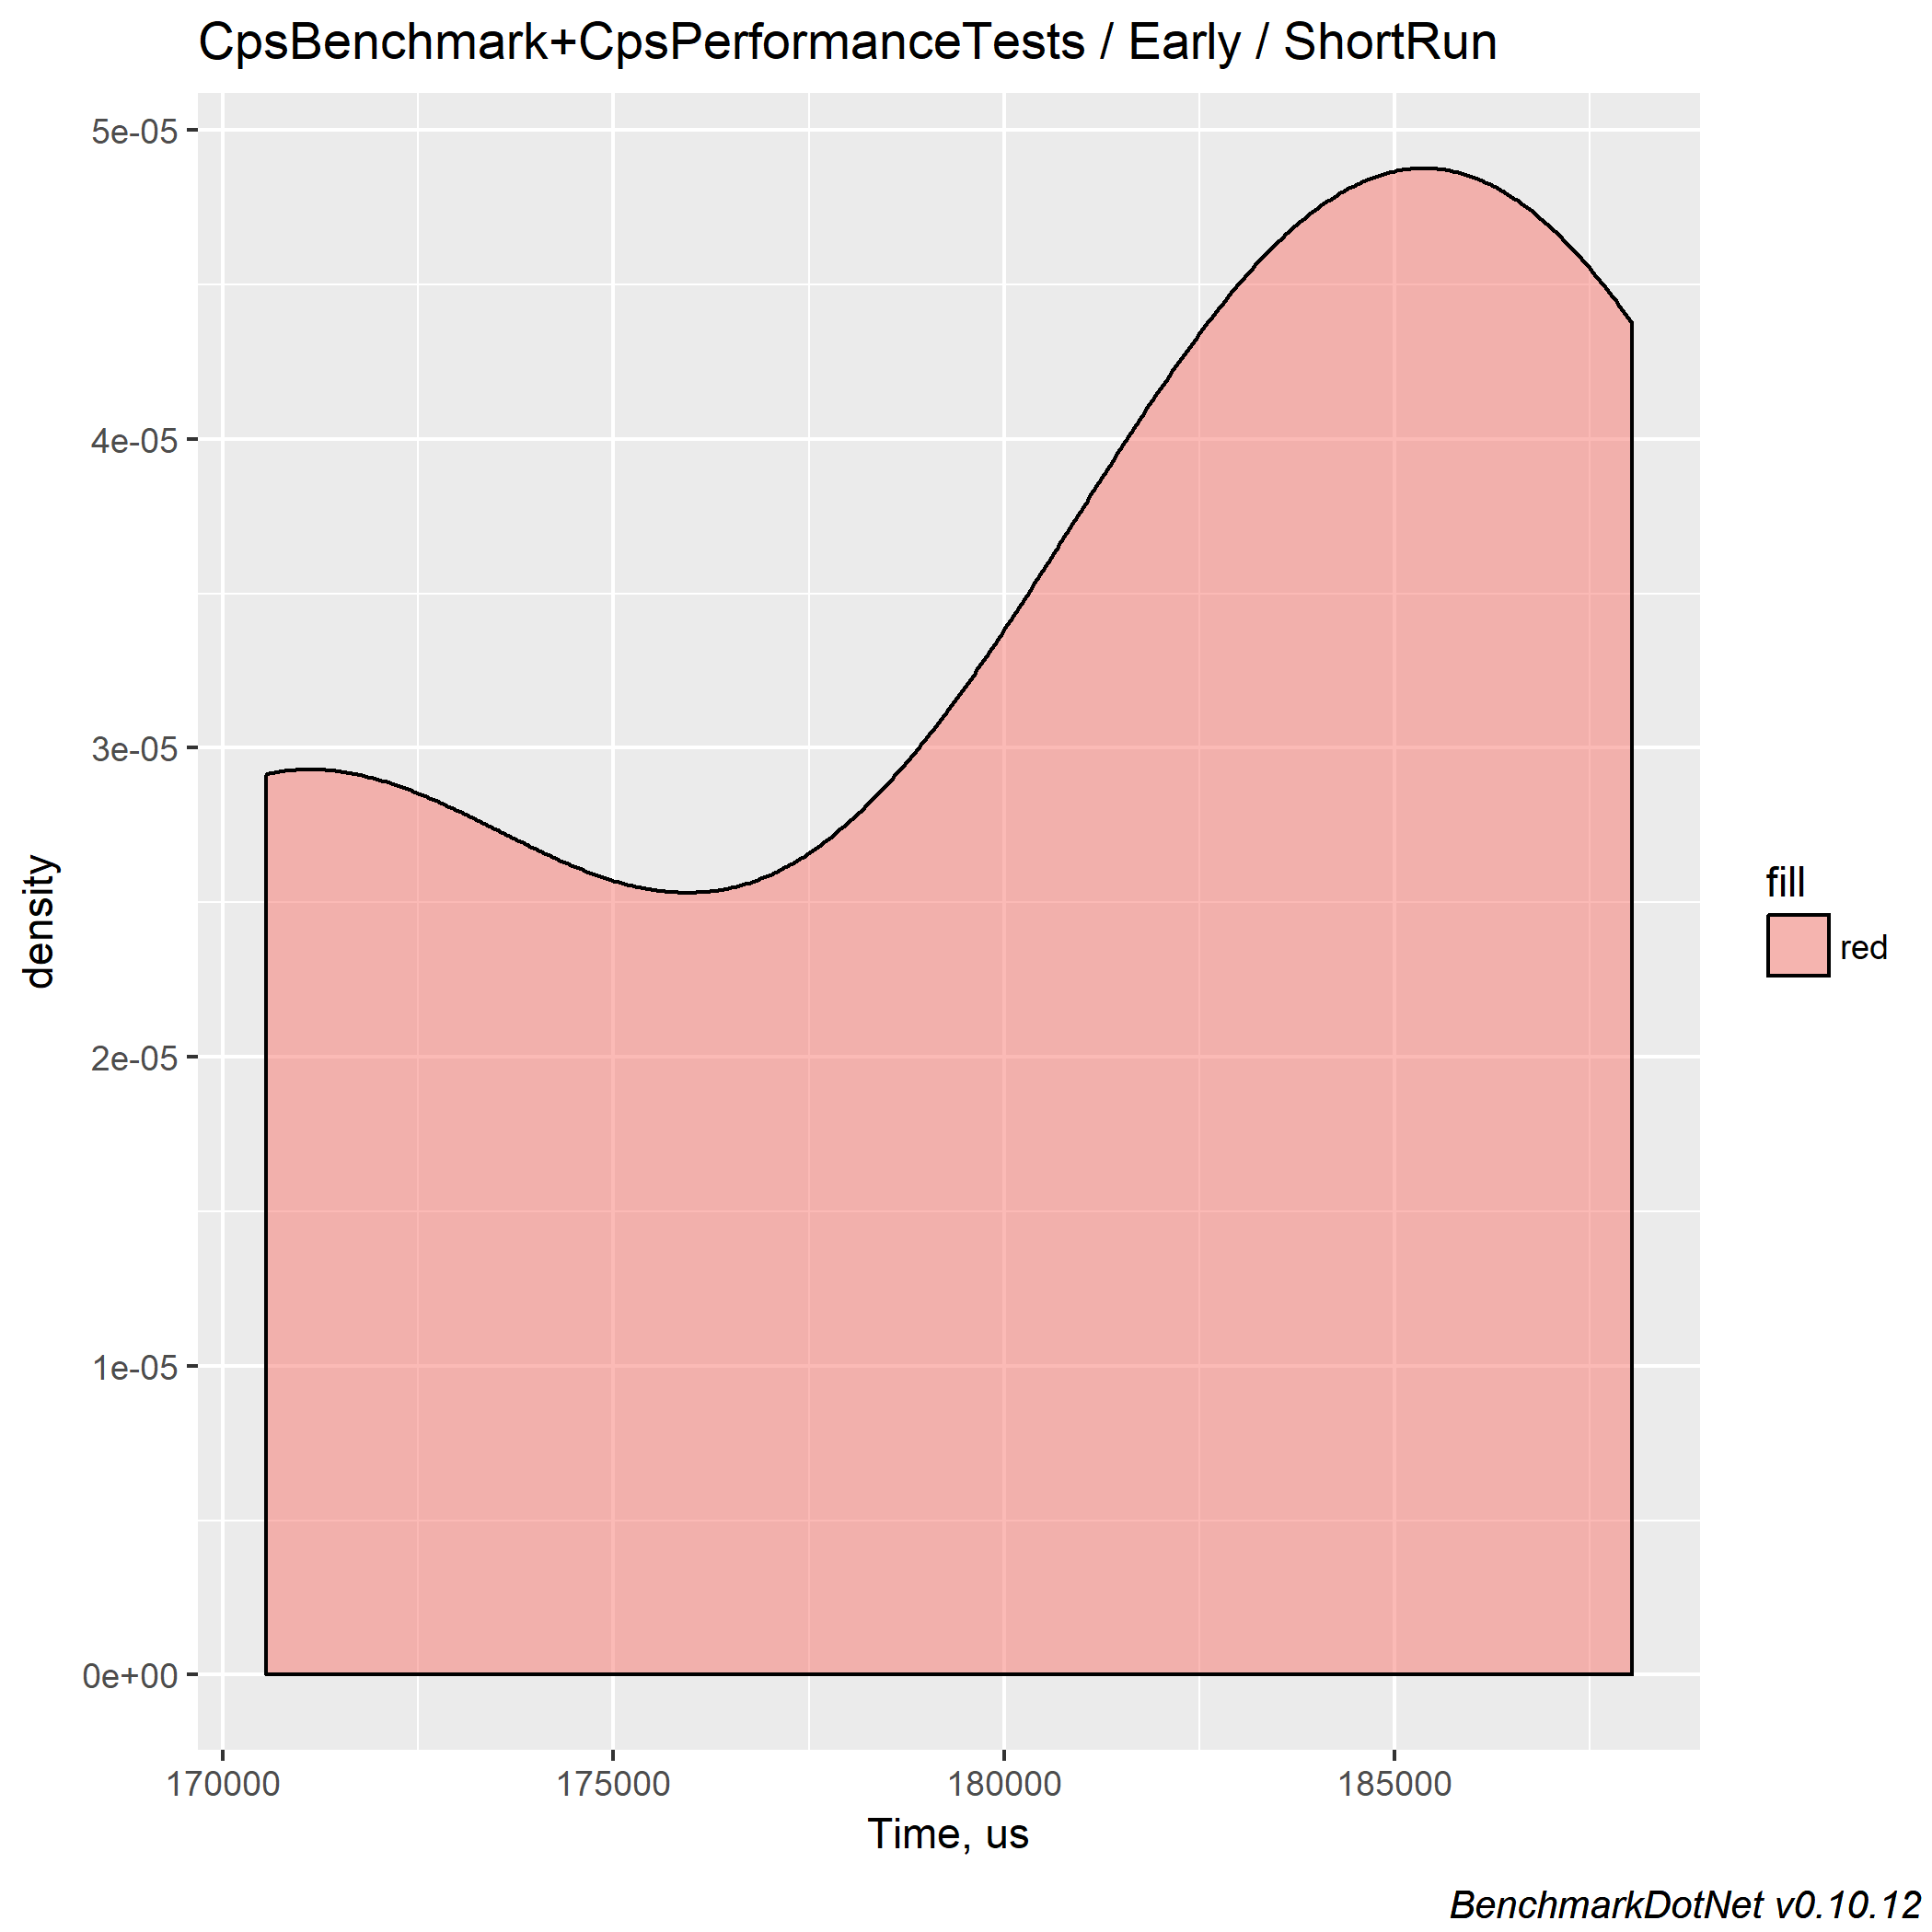 CpsBenchmark+CpsPerformanceTests / Early / ShortRun
5e-05
4e-05
3e-05
2e-05
1e-05
0e+00
density
170000
175000
180000
185000
Time, us
fill
red
BenchmarkDotNet v0.10.12